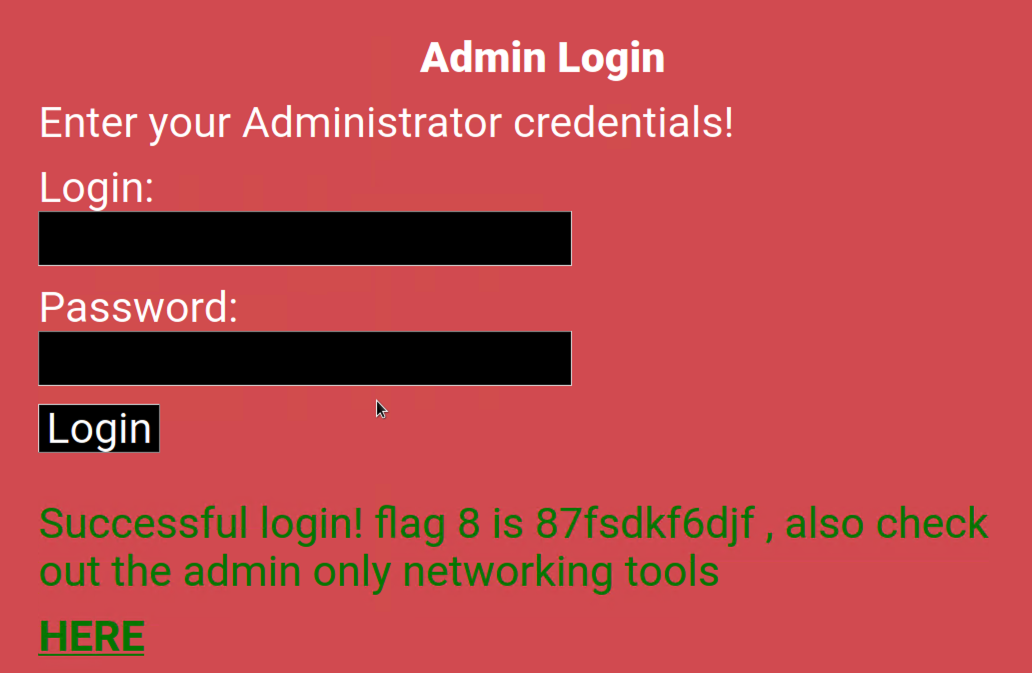 Admin Login
Enter your Administrator credentials!
Login:
Password:
Login
Successful login! flag 8 is 87fsdkf6djf , also check
out the admin only networking tools
HERE